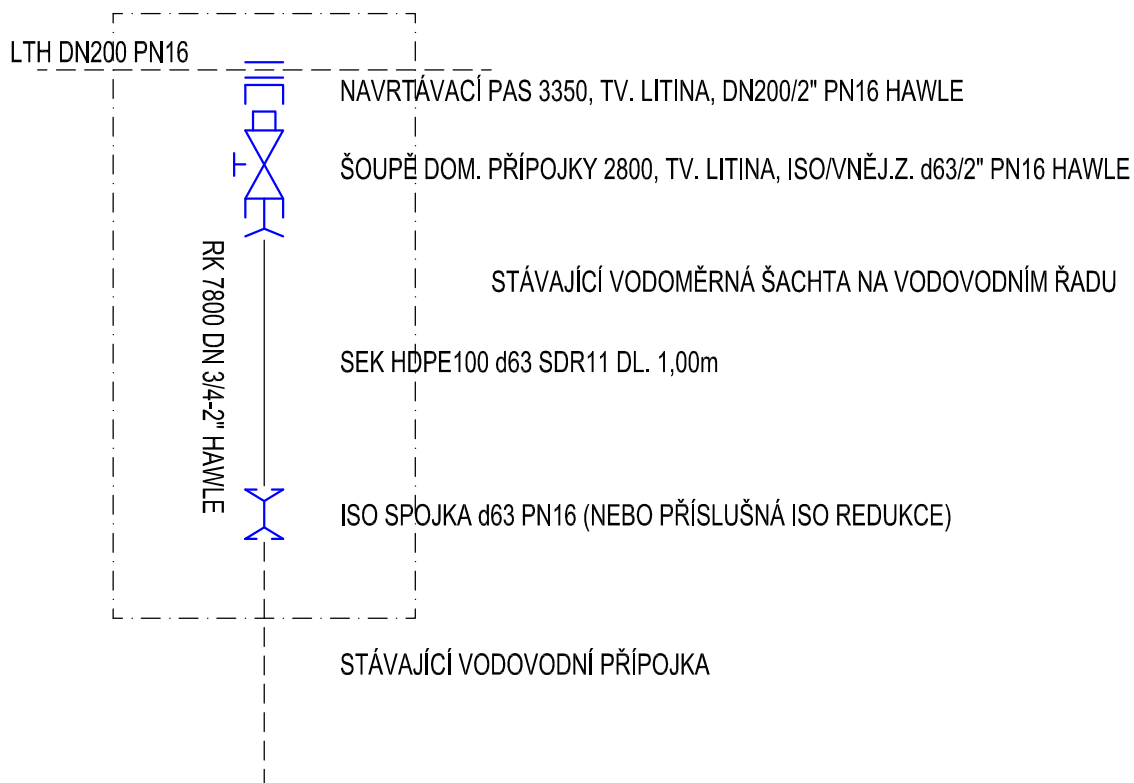 LTH DN200 PN16
NAVRTÁVACÍ PAS 3350, TV. LITINA, DN200/2" PN16 HAWLE
ŠOUPĚ DOM. PŘÍPOJKY 2800, TV. LITINA, ISO/VNĚJ.Z. d63/2" PN16 HAWLE
RK 7800 DN 3/4-2" HAWLE
STÁVAJÍCÍ VODOMĚRNÁ ŠACHTA NA VODOVODNÍM ŘADU
SEK HDPE100 d63 SDR11 DL. 1,00m
ISO SPOJKA d63 PN16 (NEBO PŘÍSLUŠNÁ ISO REDUKCE)
STÁVAJÍCÍ VODOVODNÍ PŘÍPOJKA